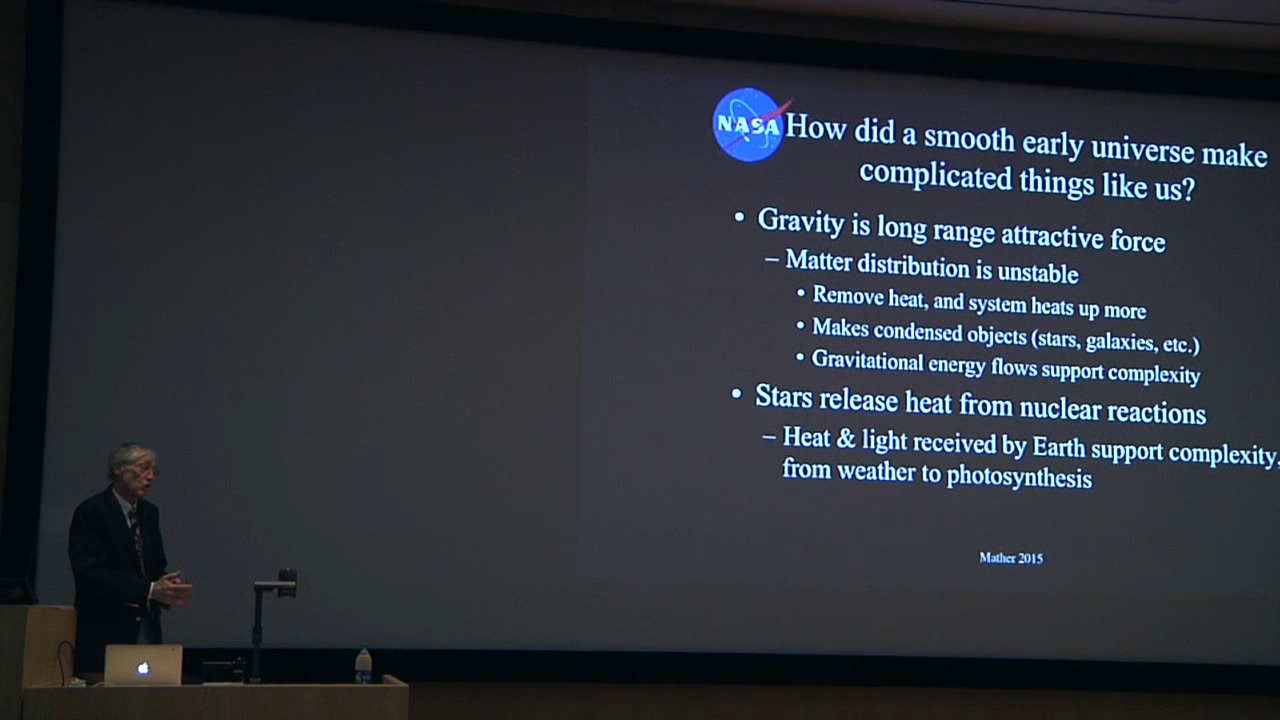 NASA
How did a smooth early universe make
complicated things like us?
• Gravity is long range attractive force
– Matter distribution is unstable
• Remove heat, and system heats up more
• Makes condensed objects (stars, galaxies, etc.)
• Gravitational energy flows support complexity
• Stars release heat from nuclear reactions
– Heat & light received by Earth support complexity,
from weather to photosynthesis
Mather 2015